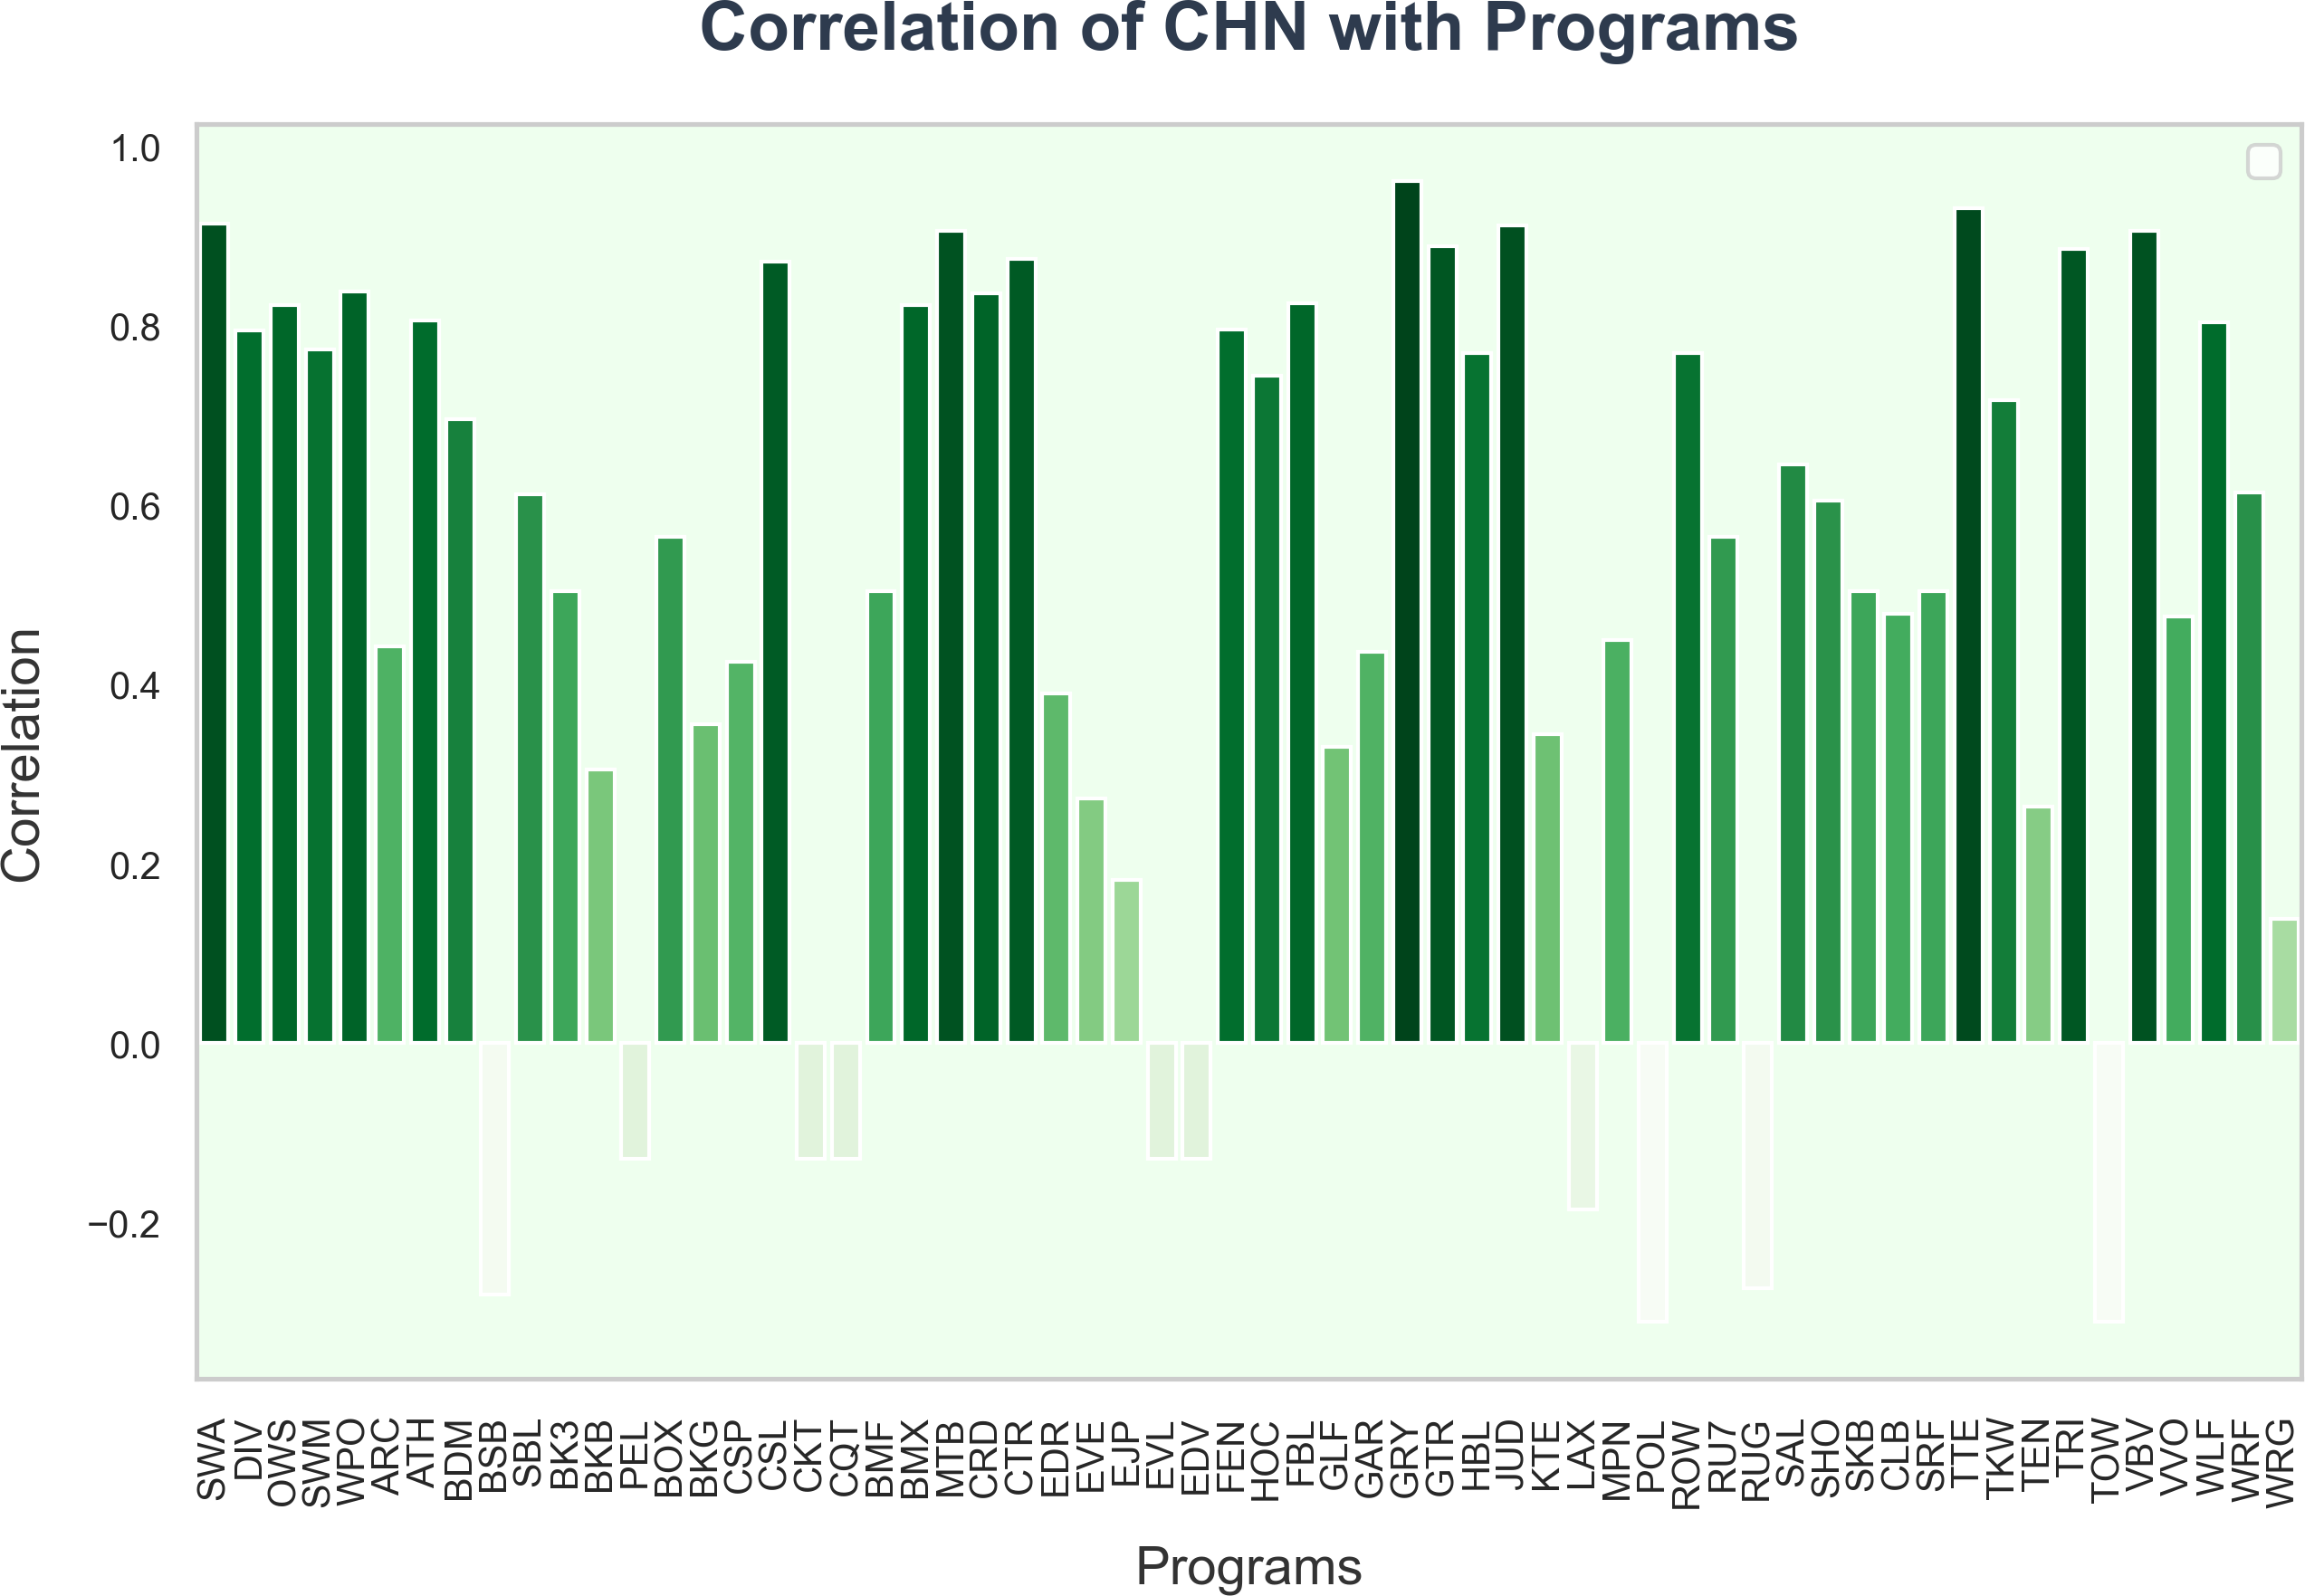 Correlation of CHN with Programs
1.0
0.8
0.6
0.4
0.2
0.0
−0.2
Correlation
SWA
DIV
OWS
SWM
WPO
ARC
ATH
BDM
BSB
SBL
BK3
BKB
PEL
BOX
BKG
CSP
CSL
CKT
CQT
BMF
BMX
MTB
CRD
CTR
EDR
EVE
EJP
EVL
EDV
FEN
HOC
FBL
GLF
GAR
GRY
GTR
HBL
JUD
KTE
LAX
MPN
POL
ROW
RU7
RUG
SAL
SHO
SKB
CLB
SRF
TTE
TKW
TEN
TRI
TOW
VBV
VVO
WLF
WRF
WRG
Programs